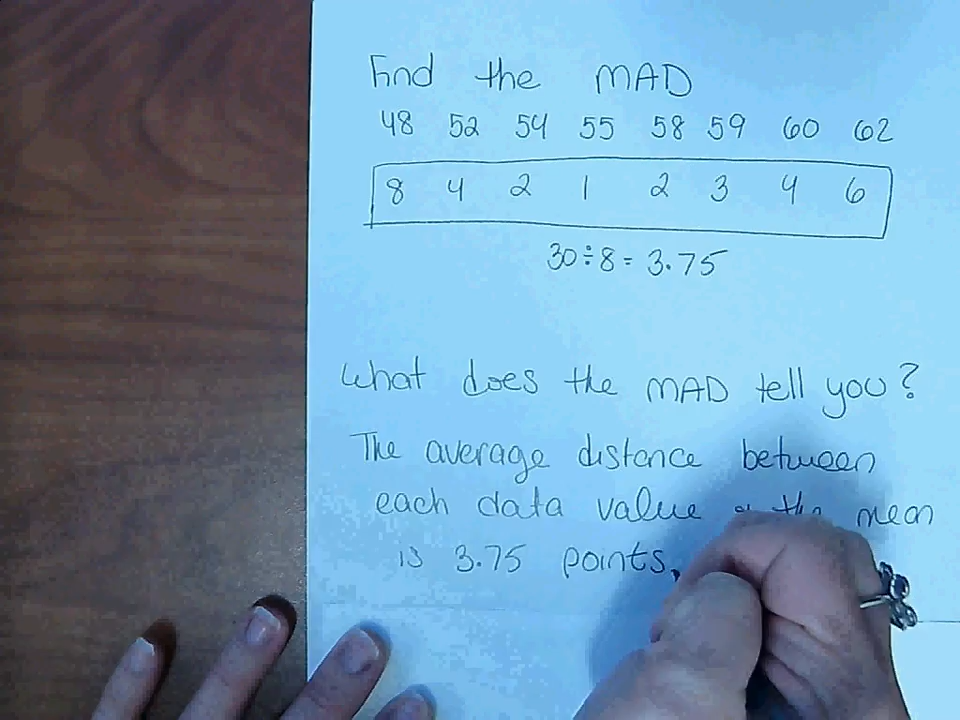 Find the MAD
48 52 54 55 58 59 60 62
8 4 2 1 2 3 4 6
30÷8 = 3.75
What does the MAD tell you?
The average distance between
each data value the mean
is 3.75 points.